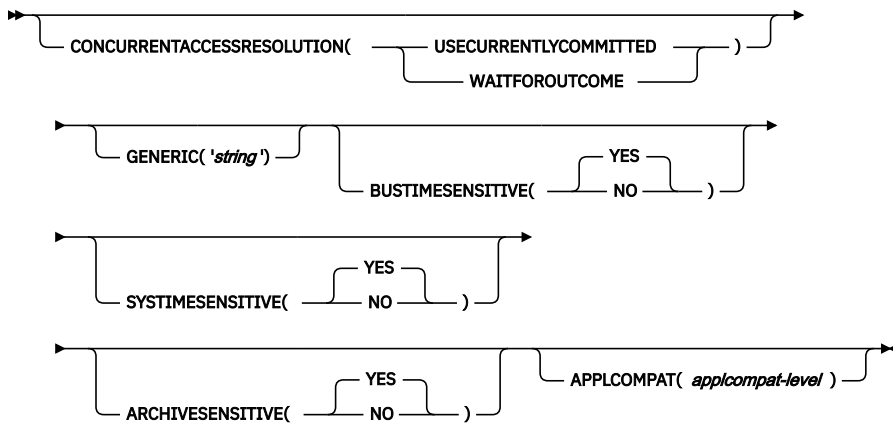 CONCURRENTACCESSRESOLUTION( USECURRENTLYCOMMITTED )
WAITFOROUTCOME
GENERIC( 'string')
BUSTIMESENSITIVE( YES
NO )
SYSTIMESENSITIVE( YES
NO )
ARCHIVESENSITIVE( YES
NO )
APPLCOMPAT( applcompat-level )